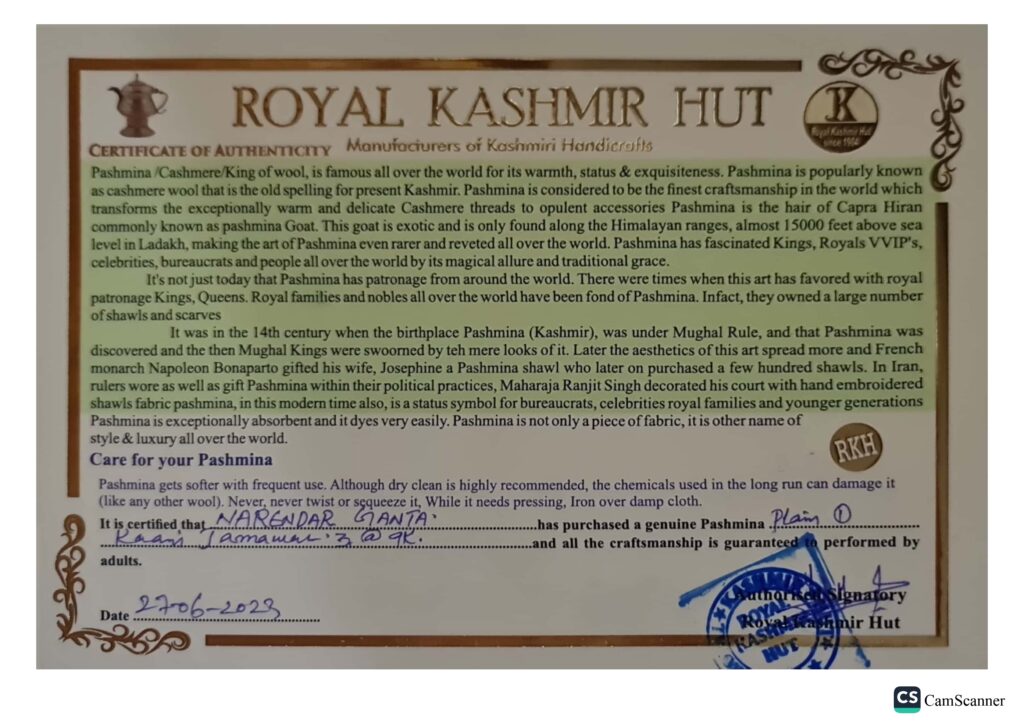 ROYAL KASHMIR HUT
JK
Royal Kashmir Hut
since 1964
CERTIFICATE OF AUTHENTICITY Manufacturers of Kashmiri Handicrafts
Pashmina /Cashmere/King of wool, is famous all over the world for its warmth, status & exquisiteness. Pashmina is popularly known
as cashmere wool that is the old spelling for present Kashmir. Pashmina is considered to be the finest craftsmanship in the world which
transforms the exceptionally warm and delicate Cashmere threads to opulent accessories Pashmina is the hair of Capra Hiran
commonly known as pashmina Goat. This goat is exotic and is only found along the Himalayan ranges, almost 15000 feet above sea
level in Ladakh, making the art of Pashmina even rarer and reveted all over the world. Pashmina has fascinated Kings, Royals VVIP's,
celebrities, bureaucrats and people all over the world by its magical allure and traditional grace.
It's not just today that Pashmina has patronage from around the world. There were times when this art has favored with royal
patronage Kings, Queens. Royal families and nobles all over the world have been fond of Pashmina. Infact, they owned a large number
of shawls and scarves
It was in the 14th century when the birthplace Pashmina (Kashmir), was under Mughal Rule, and that Pashmina was
discovered and the then Mughal Kings were swoorned by teh mere looks of it. Later the aesthetics of this art spread more and French
monarch Napoleon Bonaparto gifted his wife, Josephine a Pashmina shawl who later on purchased a few hundred shawls. In Iran,
rulers wore as well as gift Pashmina within their political practices, Maharaja Ranjit Singh decorated his court with hand embroidered
shawls fabric pashmina, in this modern time also, is a status symbol for bureaucrats, celebrities royal families and younger generations
Pashmina is exceptionally absorbent and it dyes very easily. Pashmina is not only a piece of fabric, it is other name of
style & luxury all over the world.
RKH
Care for your Pashmina
Pashmina gets softer with frequent use. Although dry clean is highly recommended, the chemicals used in the long run can damage it
(like any other wool). Never, never twist or sequeeze it, While it needs pressing, Iron over damp cloth.
It is certified that NARENDAR GANTA has purchased a genuine Pashmina Plain 1
Kaani Jamawar 3 @ 9K. and all the craftsmanship is guaranteed to performed by
adults.
Date 27-06-2023
Authorised Signatory
Royal Kashmir Hut
KASHMIR
ROYAL
KASHMIR
HUT
CS CamScanner